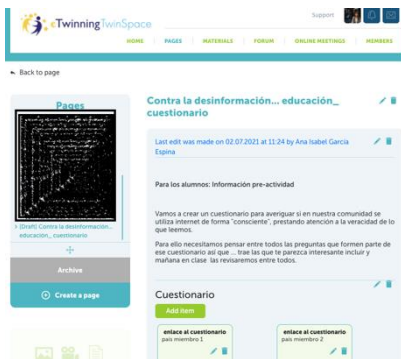 eTwinning TwinSpace
Support
HOME PAGES MATERIALS FORUM ONLINE MEETINGS MEMBERS
Back to page
Pages
Contra la desinformación... educación_
cuestionario
Last edit was made on 02.07.2021 at 11:24 by Ana Isabel García
Espina
Para los alumnos: Información pre-actividad
Vamos a crear un cuestionario para averiguar si en nuestra comunidad se
utiliza internet de forma "consciente", prestando atención a la veracidad de lo
que leemos.
Para ello necesitamos pensar entre todos las preguntas que formen parte de
ese cuestionario así que ... trae las que te parezca interesante incluir y
mañana en clase las revisaremos entre todos.
› (Draft) Contra la desinformación...
educación_ cuestionario
Archive
Create a page
Cuestionario
Add item
enlace al cuestionario
país miembro 1
enlace al cuestionario
país miembro 2